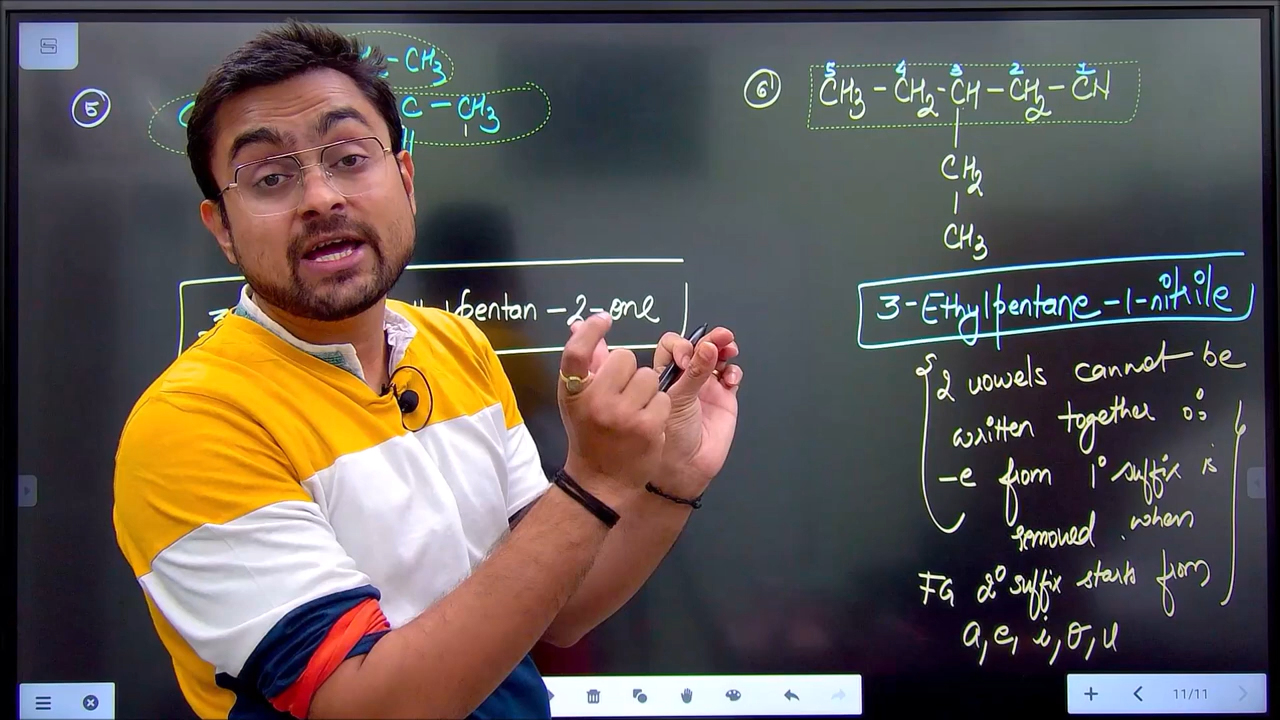 - CH3
5
C - CH3
pentan - 2 - one
6
5 4 3 2 1
CH3 - CH2 - CH - CH2 - CN
CH2
CH3
3-Ethylpentane-1-nitrile
{2 vowels cannot be
written together ∴
-e from 1° suffix is
removed when
FG 2° suffix starts from
a, e, i, o, u
11/11